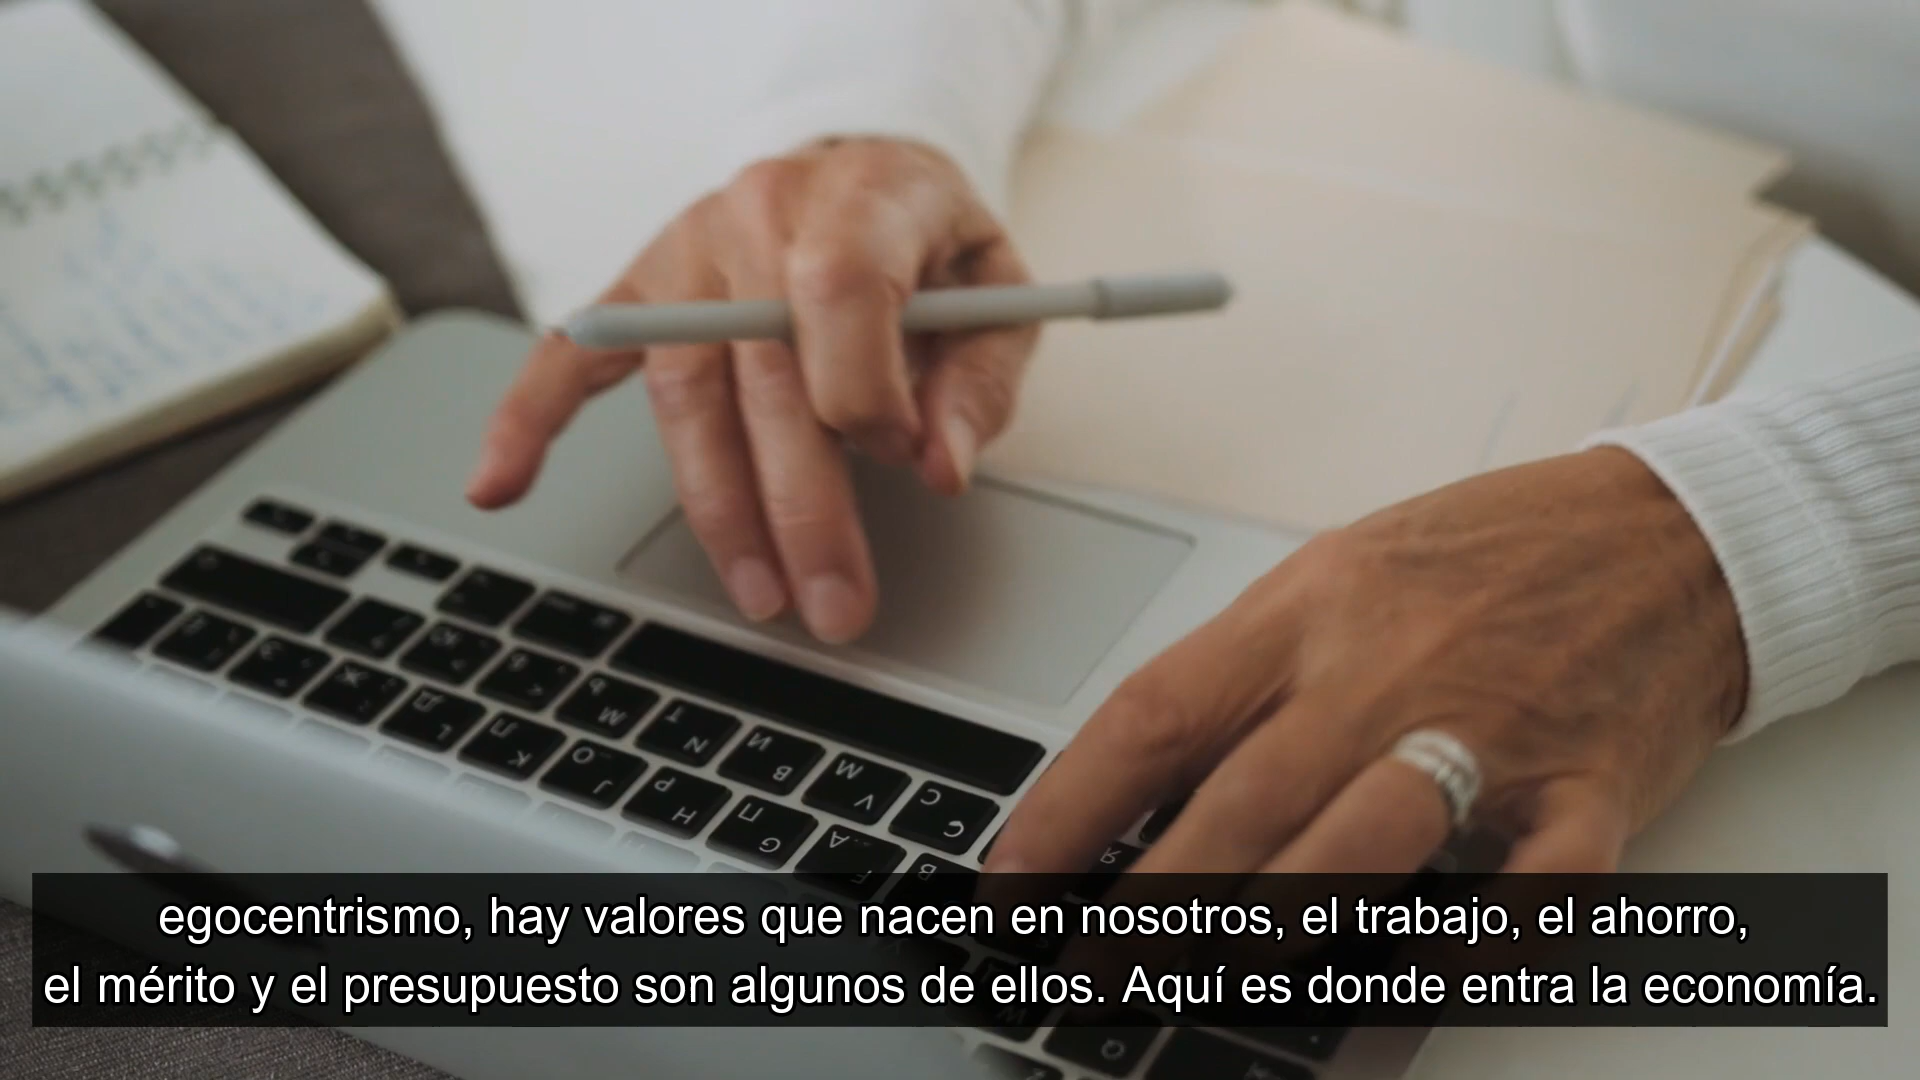 egocentrismo, hay valores que nacen en nosotros, el trabajo, el ahorro,
el mérito y el presupuesto son algunos de ellos. Aquí es donde entra la economía.